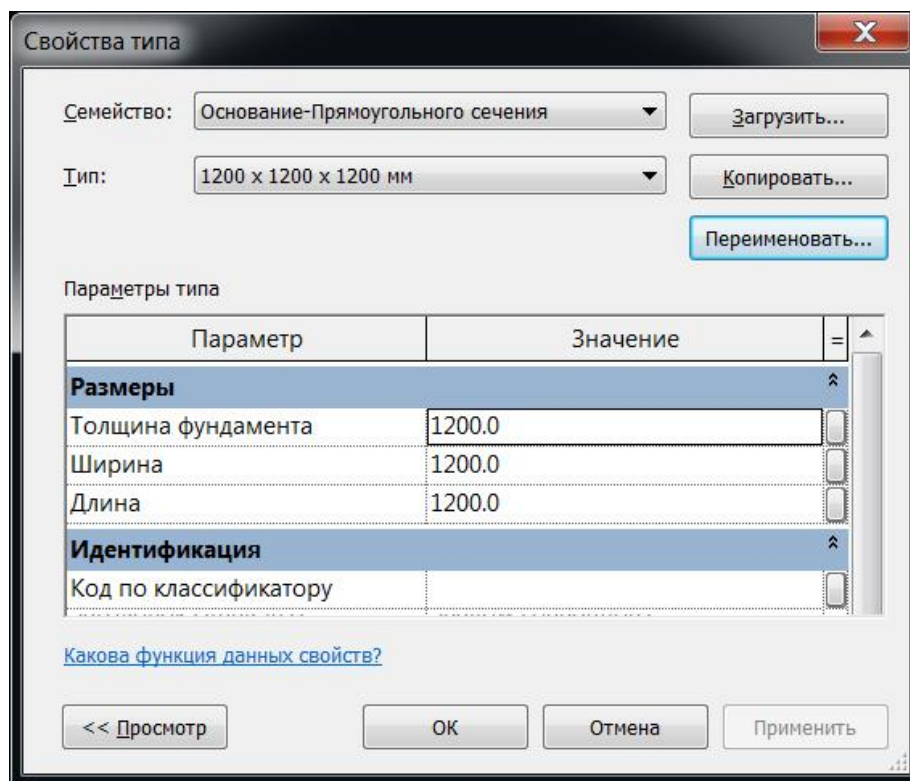 Свойства типа
Семейство: Основание-Прямоугольного сечения Загрузить...
Тип: 1200 x 1200 x 1200 мм Копировать...
Переименовать...
Параметры типа
Параметр Значение =
Размеры
Толщина фундамента 1200.0
Ширина 1200.0
Длина 1200.0
Идентификация
Код по классификатору
Какова функция данных свойств?
<< Просмотр ОК Отмена Применить